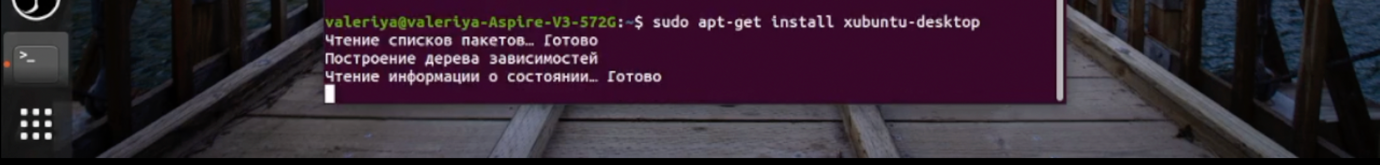 valeriya@valeriya-Aspire-V3-572G:~$ sudo apt-get install xubuntu-desktop
Чтение списков пакетов… Готово
Построение дерева зависимостей
Чтение информации о состоянии… Готово